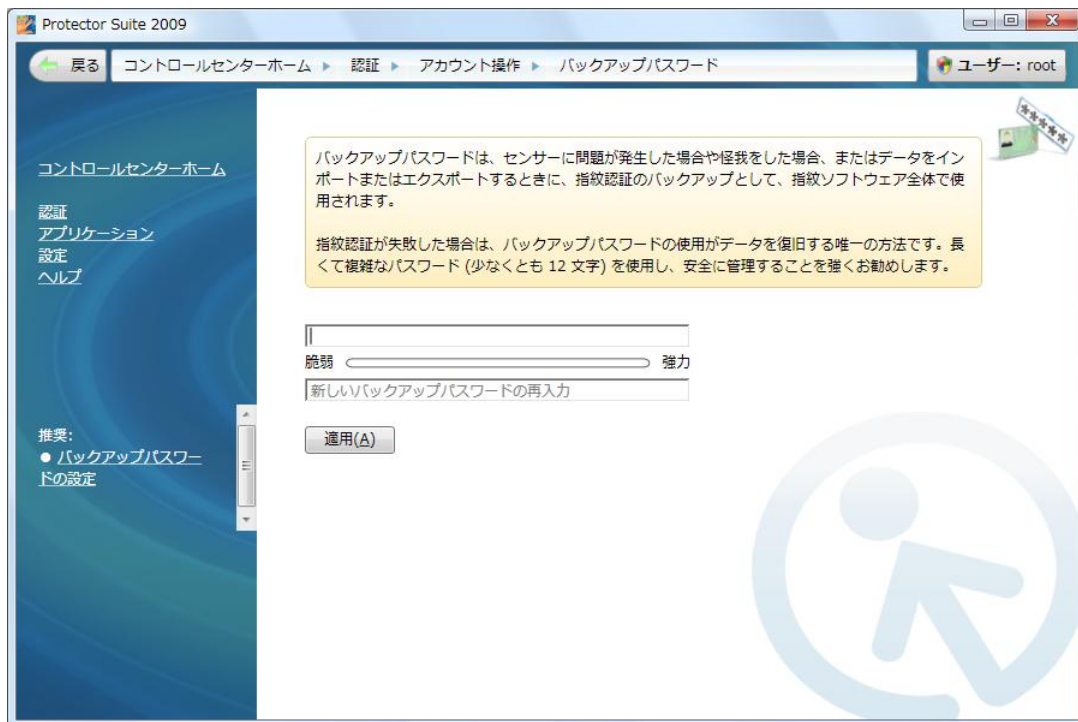 Protector Suite 2009
戻る
コントロールセンターホーム ▶ 認証 ▶ アカウント操作 ▶ バックアップパスワード
ユーザー: root
コントロールセンターホーム
認証
アプリケーション
設定
ヘルプ
推奨:
● バックアップパスワー
ドの設定
バックアップパスワードは、センサーに問題が発生した場合や怪我をした場合、またはデータをイン
ポートまたはエクスポートするときに、指紋認証のバックアップとして、指紋ソフトウェア全体で使
用されます。
指紋認証が失敗した場合は、バックアップパスワードの使用がデータを復旧する唯一の方法です。長
くて複雑なパスワード (少なくとも 12 文字) を使用し、安全に管理することを強くお勧めします。
脆弱 強力
新しいバックアップパスワードの再入力
適用(A)